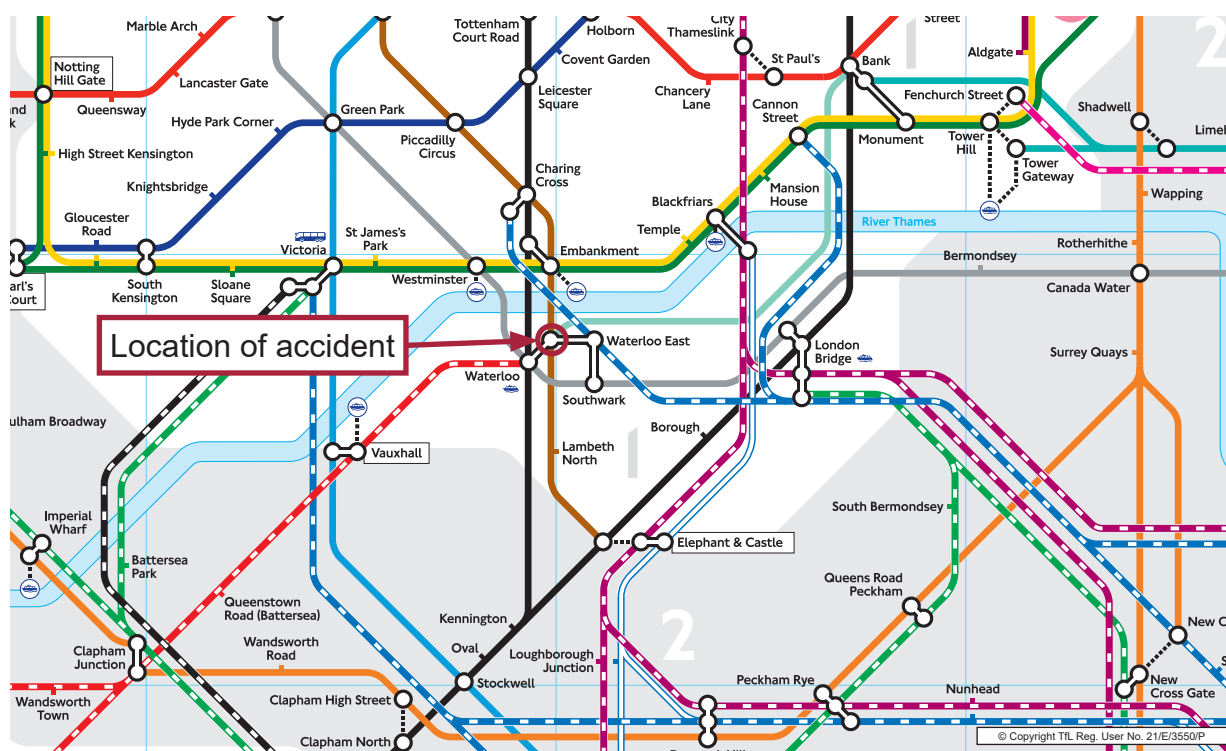 Marble Arch
Tottenham
Court Road
Holborn
City
Thameslink
Street
Notting
Hill Gate
Lancaster Gate
Covent Garden
St Paul's
Bank
Aldgate
Queensway
Leicester
Square
Chancery
Lane
Cannon
Street
Fenchurch Street
Shadwell
Hyde Park Corner
Green Park
Piccadilly
Circus
Monument
Tower
Hill
High Street Kensington
Charing
Cross
Tower
Gateway
Knightsbridge
Mansion
House
Wapping
Gloucester
Road
Blackfriars
River Thames
St James's
Park
Temple
Victoria
Embankment
Rotherhithe
Bermondsey
Westminster
South
Kensington
Sloane
Square
Canada Water
Location of accident
Waterloo East
London
Bridge
Surrey Quays
Waterloo
Southwark
Borough
1
1
2
Vauxhall
Lambeth
North
South Bermondsey
Imperial
Wharf
Elephant & Castle
Battersea
Park
Queens Road
Peckham
Queenstown
Road (Battersea)
Kennington
2
Wandsworth
Road
Oval
Loughborough
Junction
Clapham
Junction
Stockwell
Peckham Rye
Nunhead
New
Cross Gate
Wandsworth
Town
Clapham High Street
Clapham North
© Copyright TfL Reg. User No. 21/E/3550/P